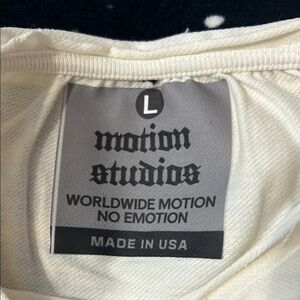 L
motion
studios
WORLDWIDE MOTION
NO EMOTION
MADE IN USA